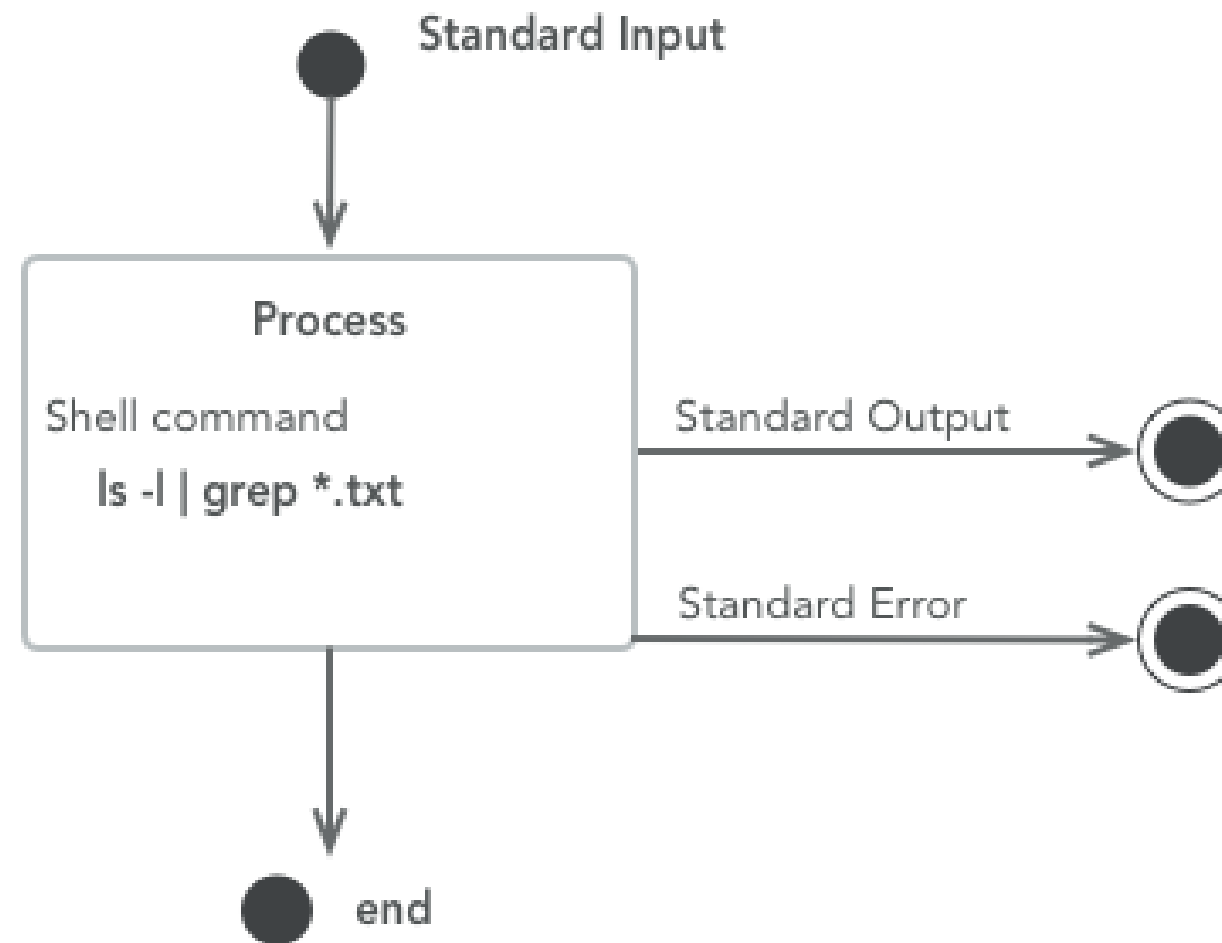 Standard Input
Process
Shell command
ls -l | grep *.txt
Standard Output
Standard Error
end